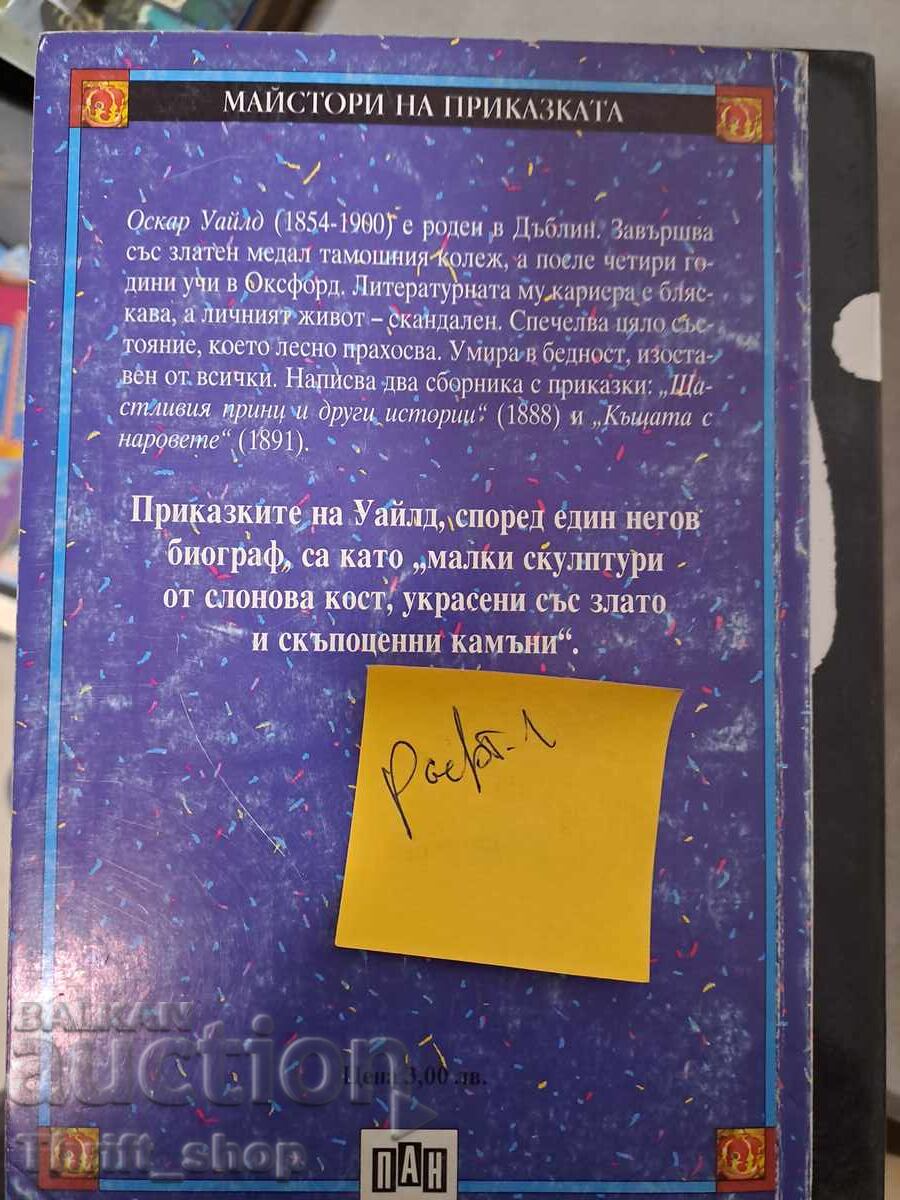 МАЙСТОРИ НА ПРИКАЗКАТА
Оскар Уайлд (1854-1900) е роден в Дъблин. Завършва
със златен медал тамошния колеж, а после четири го-
дини учи в Оксфорд. Литературната му кариера е бляс-
кава, а личният живот – скандален. Спечелва цяло със-
тояние, което лесно прахосва. Умира в бедност, изоста-
вен от всички. Написва два сборника с приказки: „Ща-
стливия принц и други истории“ (1888) и „Къщата с
наровете“ (1891).
Приказките на Уайлд, според един негов
биограф, са като „малки скулптури
от слонова кост, украсени със злато
и скъпоценни камъни“.
Цена 3,00 лв.
BALKAN
auction
Thrift_shop
ПАН